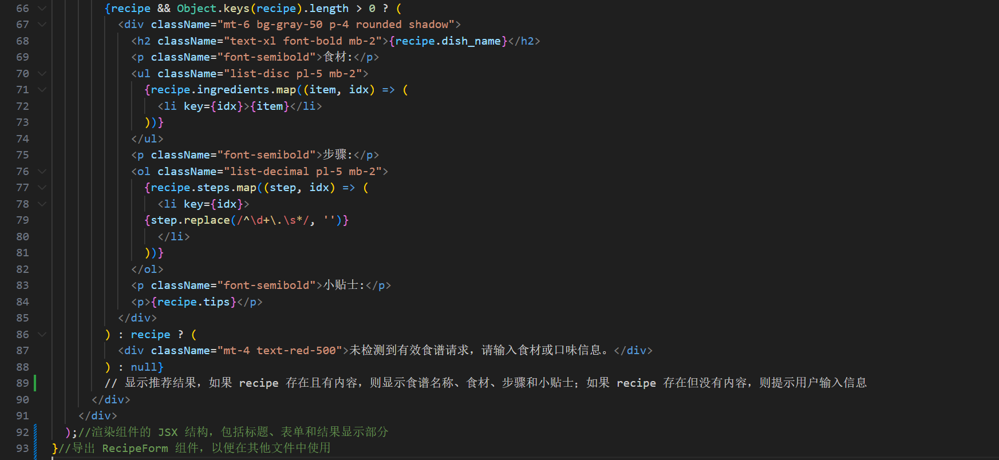 66 {recipe && Object.keys(recipe).length > 0 ? (
67 <div className="mt-6 bg-gray-50 p-4 rounded shadow">
68 <h2 className="text-xl font-bold mb-2">{recipe.dish_name}</h2>
69 <p className="font-semibold">食材:</p>
70 <ul className="list-disc pl-5 mb-2">
71 {recipe.ingredients.map((item, idx) => (
72 <li key={idx}>{item}</li>
73 ))}
74 </ul>
75 <p className="font-semibold">步骤:</p>
76 <ol className="list-decimal pl-5 mb-2">
77 {recipe.steps.map((step, idx) => (
78 <li key={idx}>
79 {step.replace(/^\d+\.\s*/, '')}
80 </li>
81 ))}
82 </ol>
83 <p className="font-semibold">小贴士:</p>
84 <p>{recipe.tips}</p>
85 </div>
86 ) : recipe ? (
87 <div className="mt-4 text-red-500">未检测到有效食谱请求，请输入食材或口味信息。</div>
88 ) : null}
89 // 显示推荐结果，如果 recipe 存在且有内容，则显示食谱名称、食材、步骤和小贴士；如果 recipe 存在但没有内容，则提示用户输入信息
90 </div>
91 </div>
92 );//渲染组件的 JSX 结构，包括标题、表单和结果显示部分
93 }//导出 RecipeForm 组件，以便在其他文件中使用